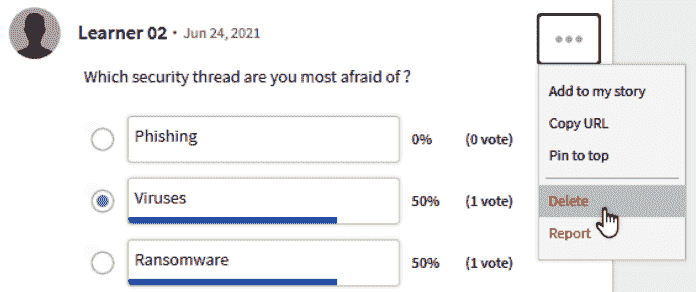 Learner 02 · Jun 24, 2021
Which security thread are you most afraid of ?
Add to my story
Copy URL
Pin to top
Delete
Report
Phishing 0% (0 vote)
Viruses 50% (1 vote)
Ransomware 50% (1 vote)